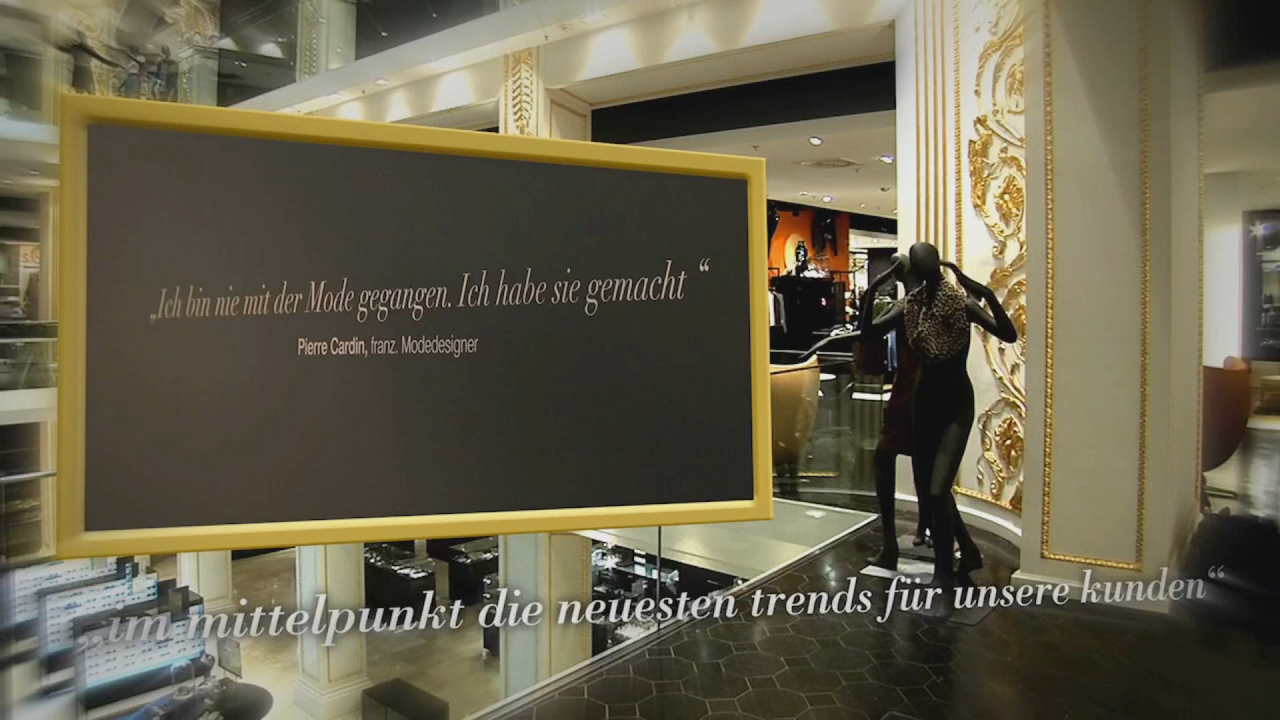 „Ich bin nie mit der Mode gegangen. Ich habe sie gemacht “
Pierre Cardin, franz. Modedesigner
„im mittelpunkt die neuesten trends für unsere kunden“